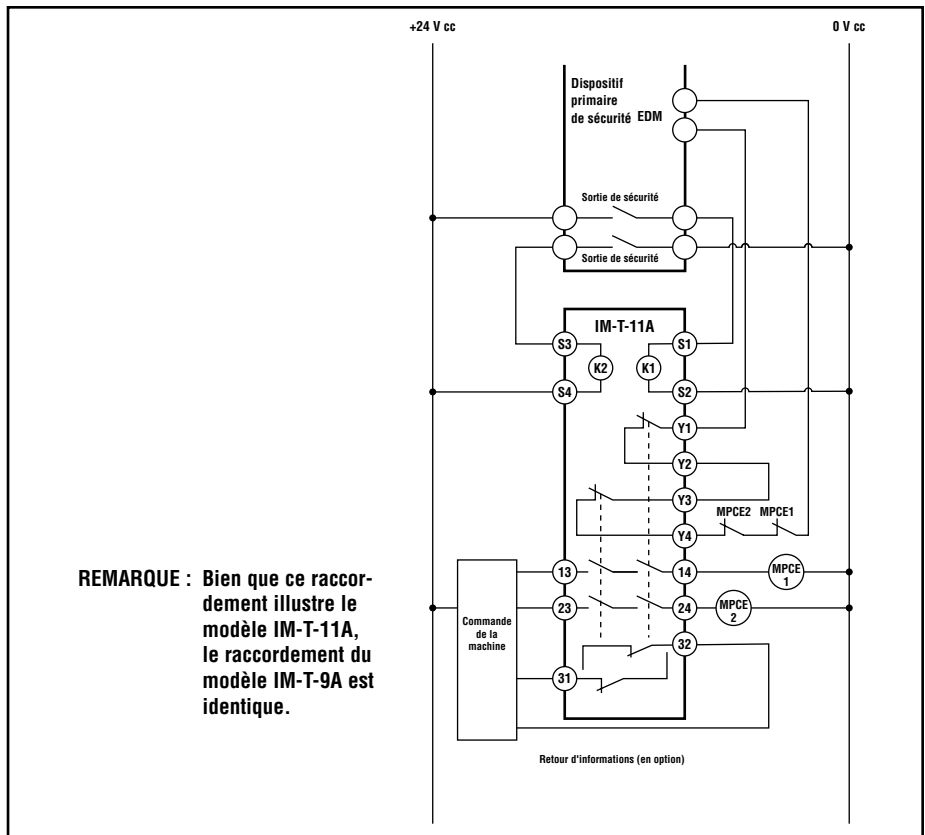 +24 V cc
0 V cc
Dispositif
primaire
de sécurité EDM
Sortie de sécurité
Sortie de sécurité
IM-T-11A
S3
S1
K2
K1
S4
S2
Y1
Y2
Y3
MPCE2 MPCE1
Y4
13
14
MPCE
1
23
24
MPCE
2
Commande
de la
machine
32
31
Retour d'informations (en option)
REMARQUE : Bien que ce raccor-
dement illustre le
modèle IM-T-11A,
le raccordement du
modèle IM-T-9A est
identique.